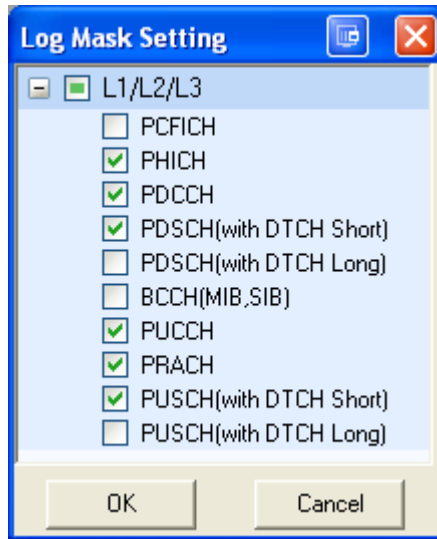 Log Mask Setting
L1/L2/L3
PCFICH
PHICH
PDCCH
PDSCH(with DTCH Short)
PDSCH(with DTCH Long)
BCCH(MIB,SIB)
PUCCH
PRACH
PUSCH(with DTCH Short)
PUSCH(with DTCH Long)
OK Cancel